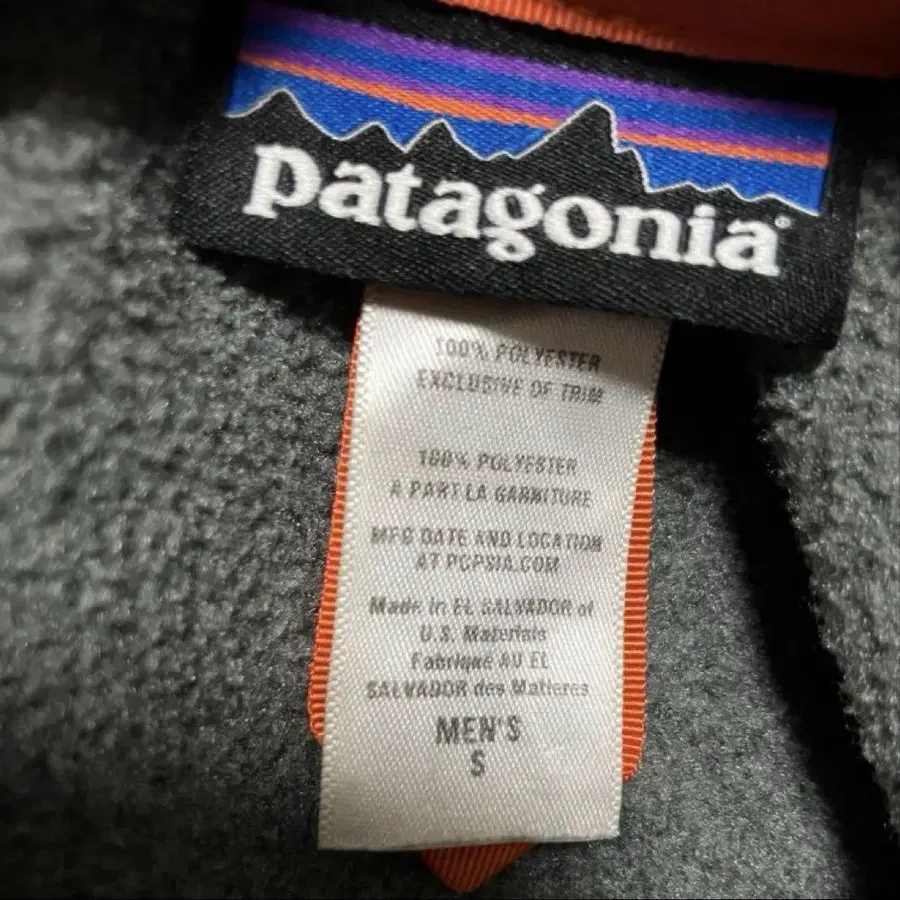 patagonia®
100% POLYESTER
EXCLUSIVE OF TRIM
100% POLYESTER
A PART LA GARNITURE
MFG DATE AND LOCATION
AT PCPSIA.COM
Made in EL SALVADOR of
U.S. Materials
Fabriqué AU EL
SALVADOR des Matieres
MEN'S
S